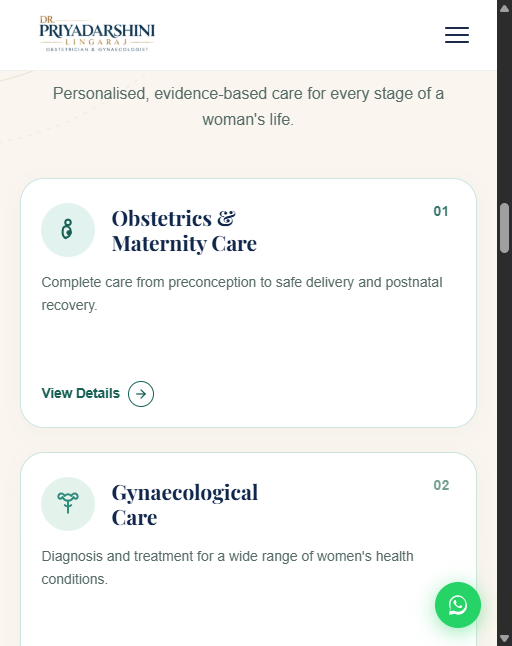 DR.
PRIYADARSHINI
LINGARAJ
OBSTETRICIAN & GYNAECOLOGIST
Personalised, evidence-based care for every stage of a
woman's life.
Obstetrics &
Maternity Care
01
Complete care from preconception to safe delivery and postnatal
recovery.
View Details
Gynaecological
Care
02
Diagnosis and treatment for a wide range of women's health
conditions.